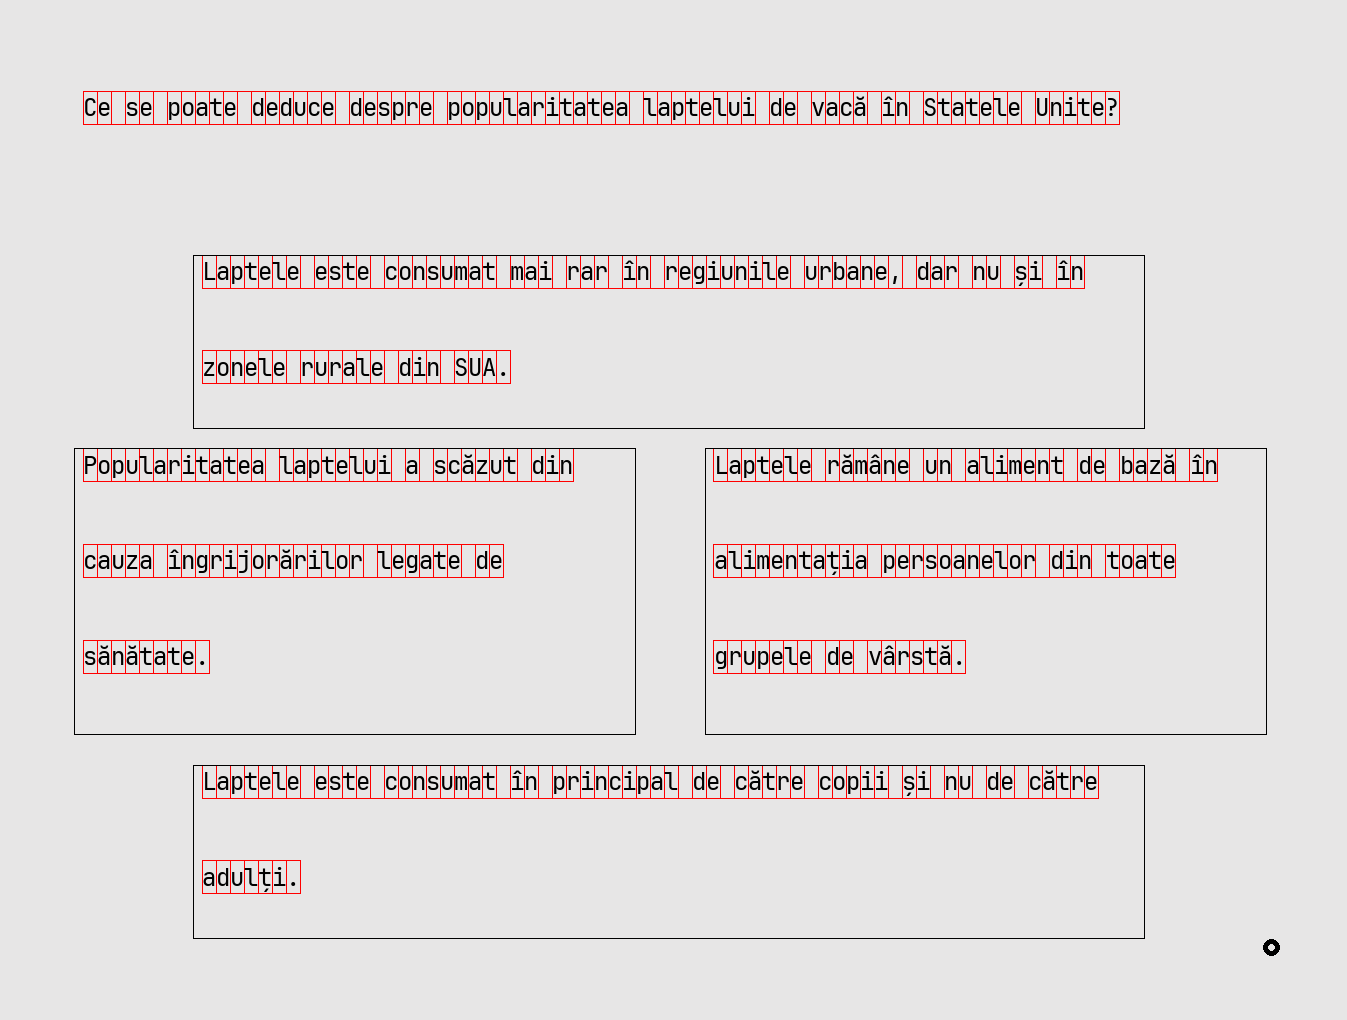 Ce se poate deduce despre popularitatea laptelui de vacă în Statele Unite?
Laptele este consumat mai rar în regiunile urbane, dar nu și în
zonele rurale din SUA.
Popularitatea laptelui a scăzut din
cauza îngrijorărilor legate de
sănătate.
Laptele rămâne un aliment de bază în
alimentația persoanelor din toate
grupele de vârstă.
Laptele este consumat în principal de către copii și nu de către
adulți.